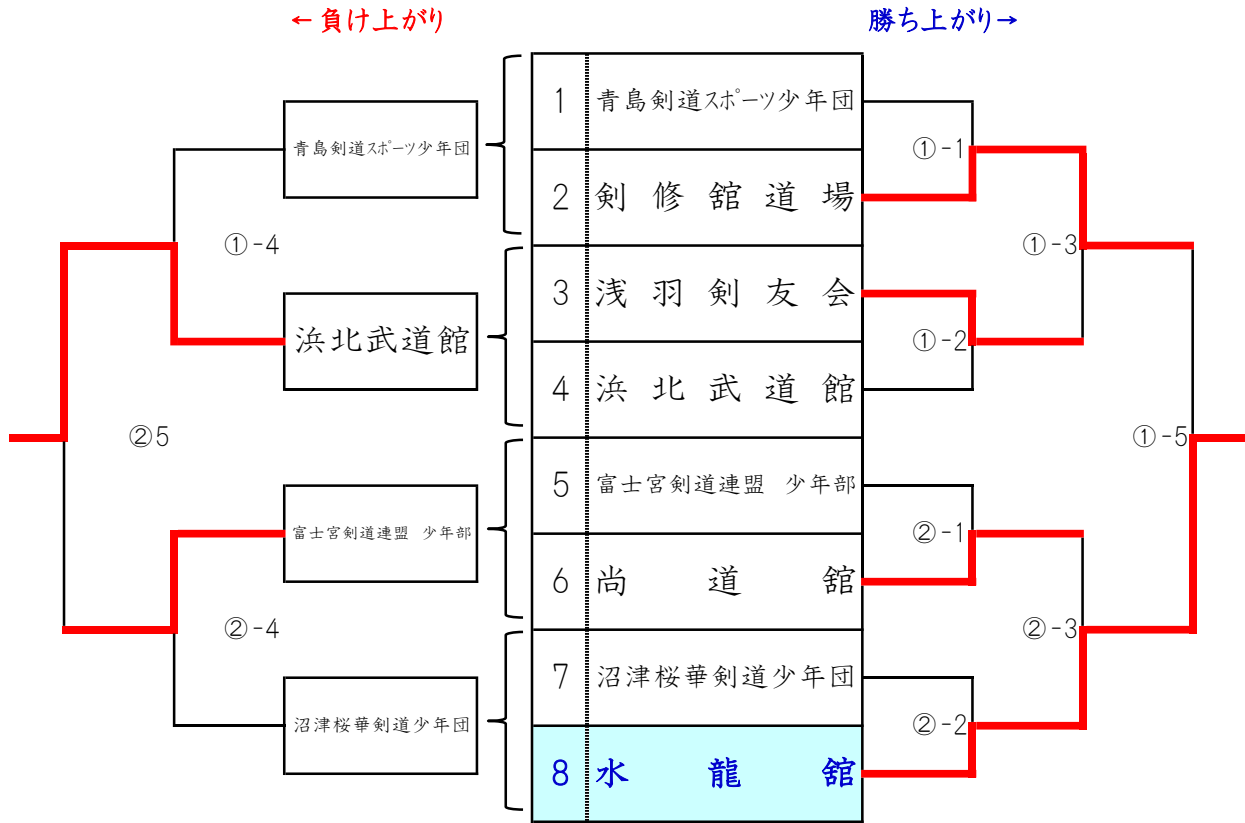 ←負け上がり
勝ち上がり→
1 青島剣道スポーツ少年団
2 剣修舘道場
3 浅羽剣友会
4 浜北武道館
5 富士宮剣道連盟　少年部
6 尚道舘
7 沼津桜華剣道少年団
8 水龍舘
青島剣道スポーツ少年団
浜北武道館
富士宮剣道連盟　少年部
沼津桜華剣道少年団
①-4
②5
②-4
①-1
①-2
①-3
①-5
②-1
②-2
②-3